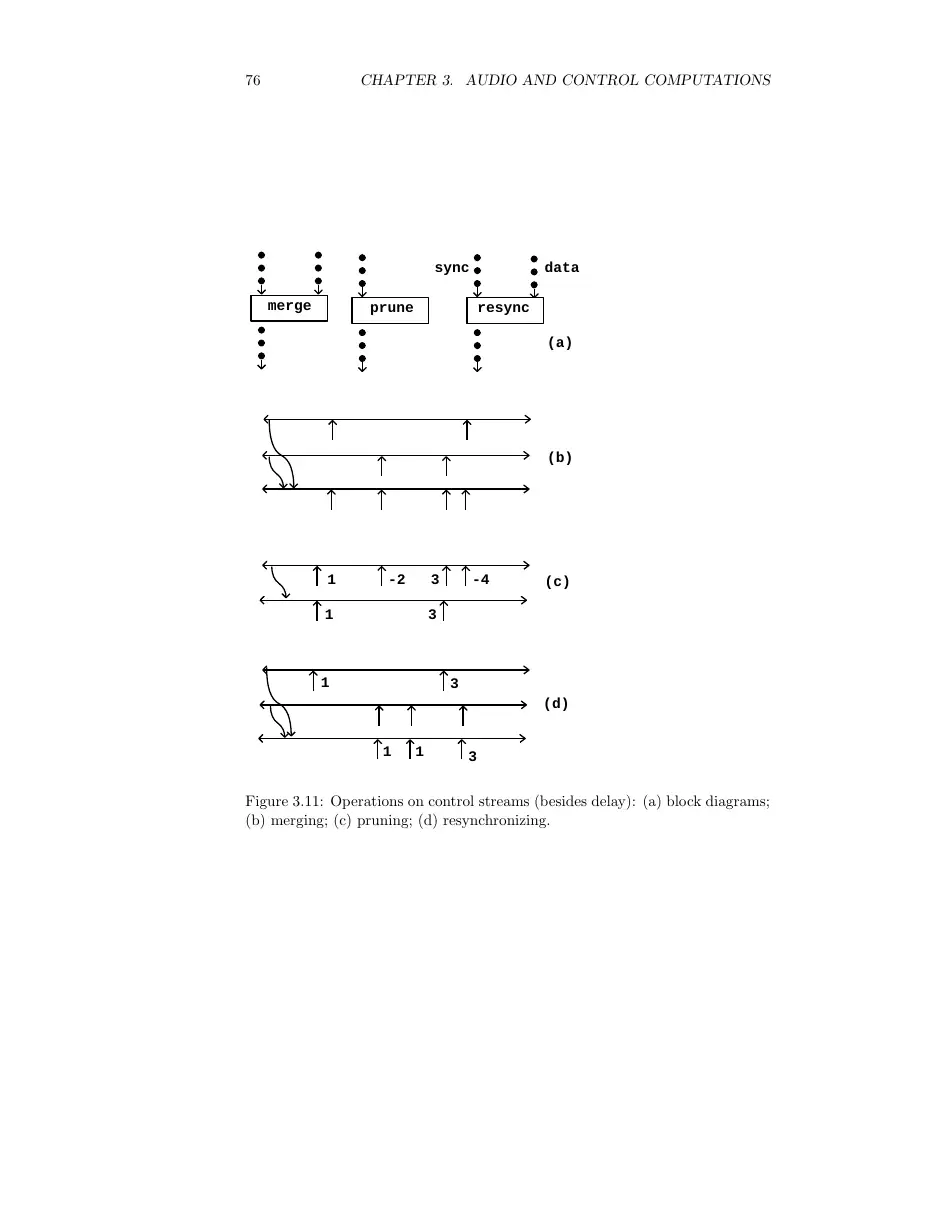 76 CHAPTER 3. AUDIO AND CONTROL COMPUTATIONS
sync data
merge prune resync
(a)
(b)
1 -2 3 -4 (c)
1 3
1 3
(d)
1 1 3
Figure 3.11: Operations on control streams (besides delay): (a) block diagrams;
(b) merging; (c) pruning; (d) resynchronizing.